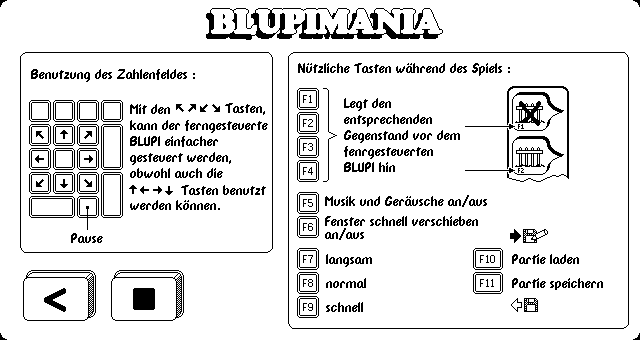 BLUPIMANIA
Benutzung des Zahlenfeldes :
Mit den ↖ ↗ ↙ ↘ Tasten,
kann der ferngesteuerte
BLUPI einfacher
gesteuert werden,
obwohl auch die
↑ ← → ↓ Tasten benutzt
werden können.
Pause
Nützliche Tasten während des Spiels :
F1
F2
F3
F4
Legt den
entsprechenden
Gegenstand vor dem
fenrgesteuerten
BLUPI hin
F1
F2
F5 Musik und Geräusche an/aus
F6 Fenster schnell verschieben
an/aus
F7 langsam
F8 normal
F9 schnell
F10 Partie laden
F11 Partie speichern